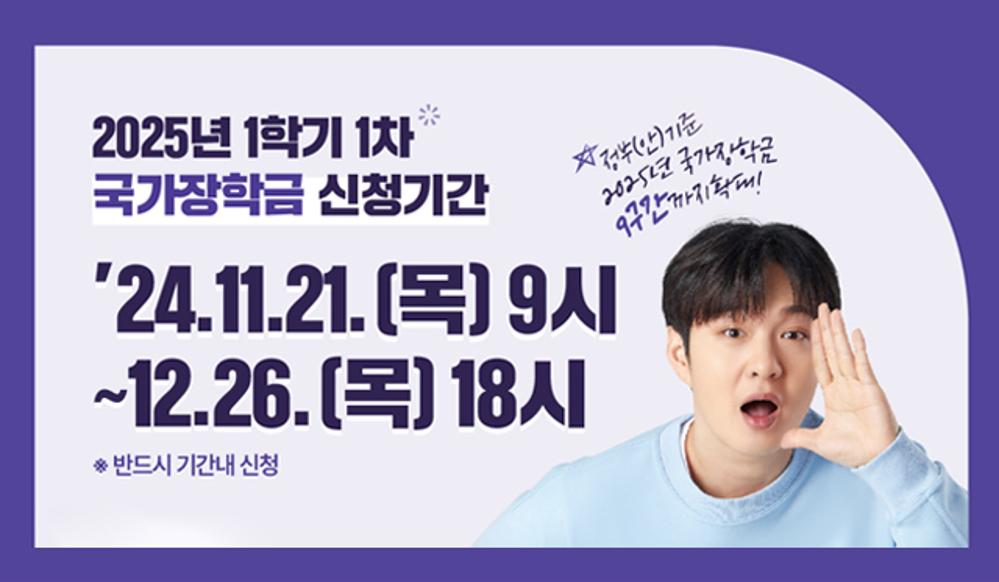 2025년 1학기 1차
국가장학금 신청기간
'24.11.21.(목) 9시
~12.26.(목) 18시
※ 반드시 기간내 신청
☆정부(안)기준
2025년 국가장학금
9구간까지확대!